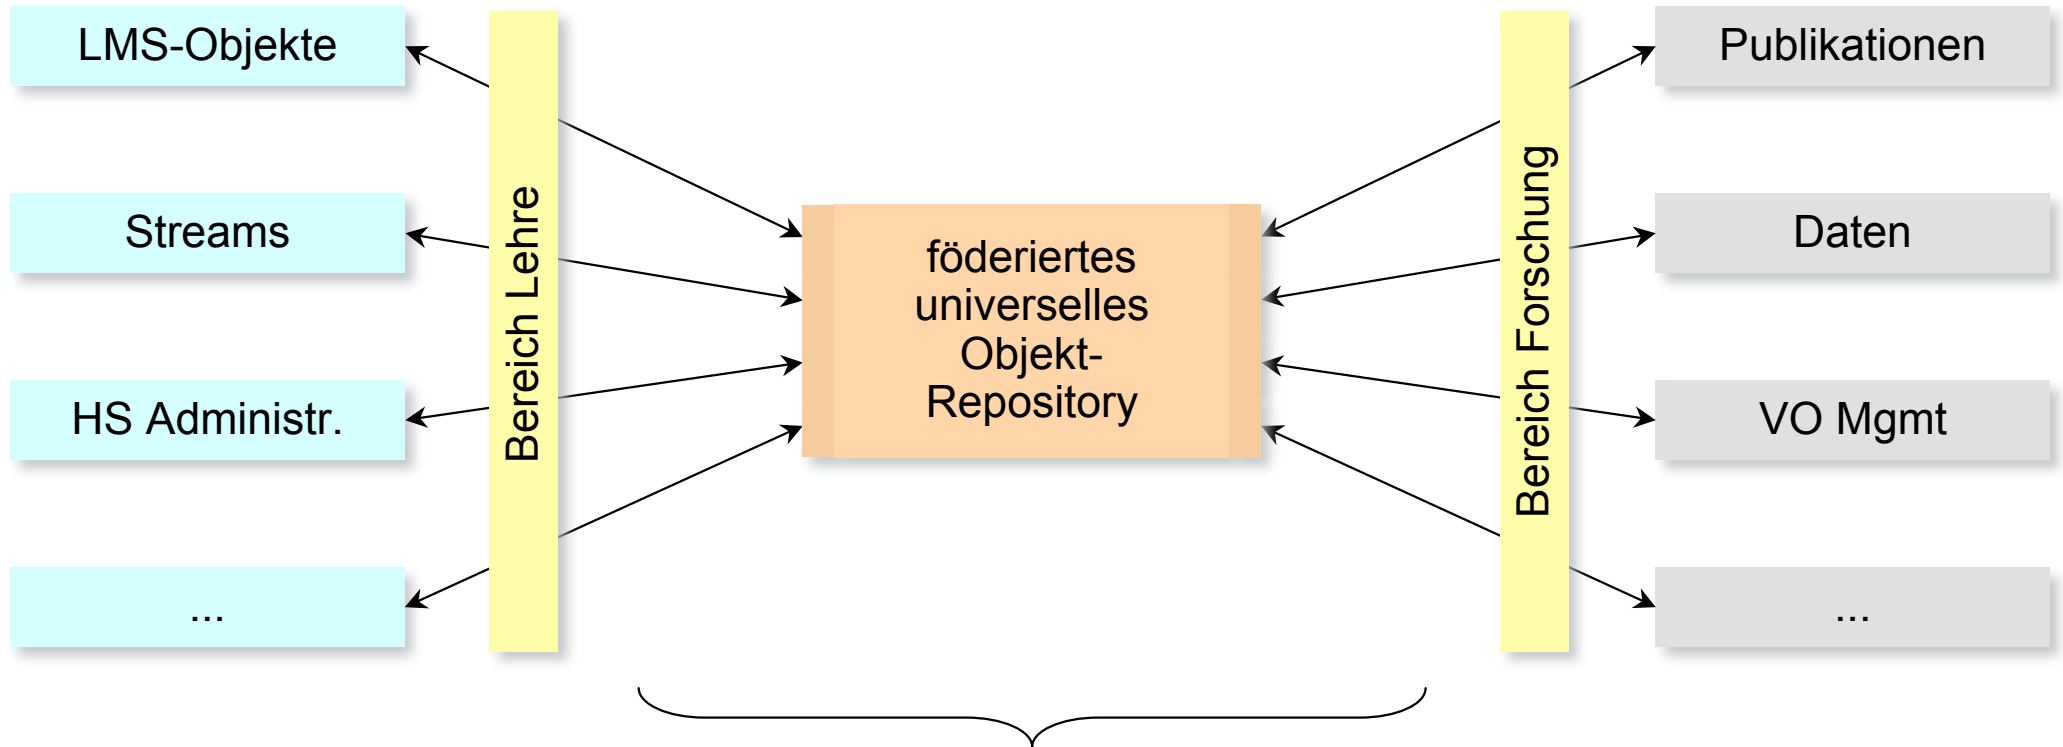 LMS-Objekte
Streams
HS Administr.
...
Bereich Lehre
föderiertes
universelles
Objekt-
Repository
Bereich Forschung
Publikationen
Daten
VO Mgmt
...